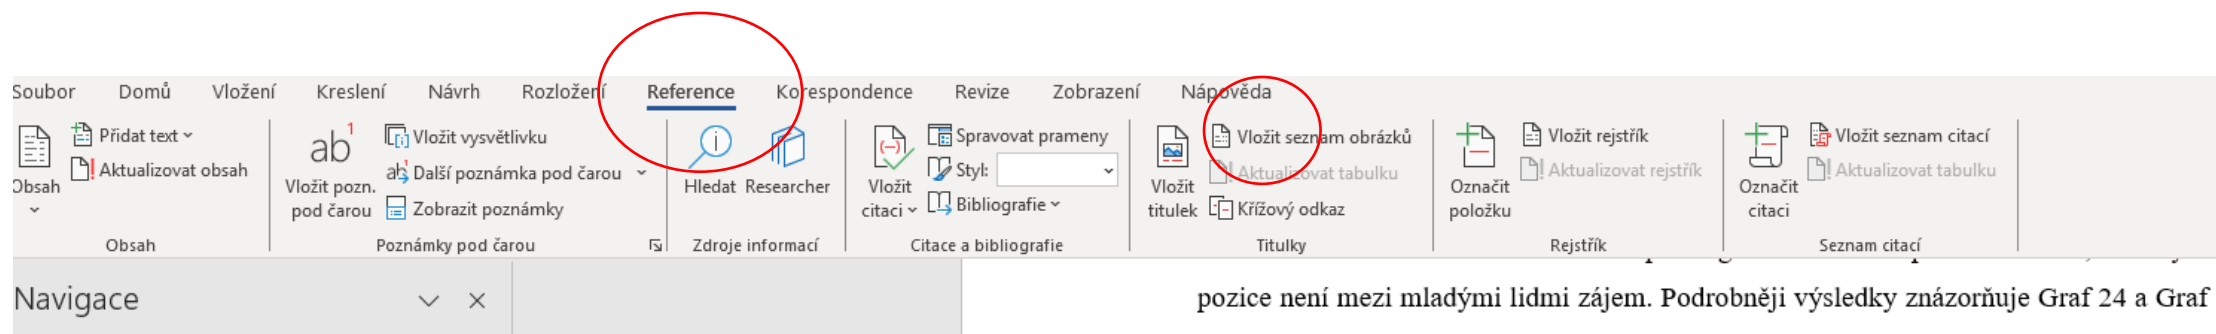 Soubor Domů Vložení Kreslení Návrh Rozložení Reference Korespondence Revize Zobrazení Nápověda
Obsah
Přidat text
Aktualizovat obsah
Obsah
ab1
Vložit pozn.
pod čarou
Vložit vysvětlivku
Další poznámka pod čarou
Zobrazit poznámky
Poznámky pod čarou
Hledat
Researcher
Zdroje informací
Vložit
citaci
Spravovat prameny
Styl:
Bibliografie
Citace a bibliografie
Vložit
titulek
Vložit seznam obrázků
Aktualizovat tabulku
Křížový odkaz
Titulky
Označit
položku
Vložit rejstřík
Aktualizovat rejstřík
Rejstřík
Označit
citaci
Vložit seznam citací
Aktualizovat tabulku
Seznam citací
Navigace
pozice není mezi mladými lidmi zájem. Podrobněji výsledky znázorňuje Graf 24 a Graf